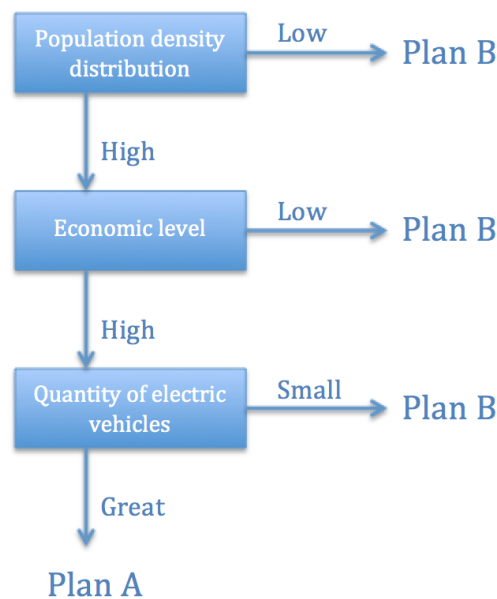 Population density
distribution
Low
Plan B
High
Economic level
Low
Plan B
High
Quantity of electric
vehicles
Small
Plan B
Great
Plan A